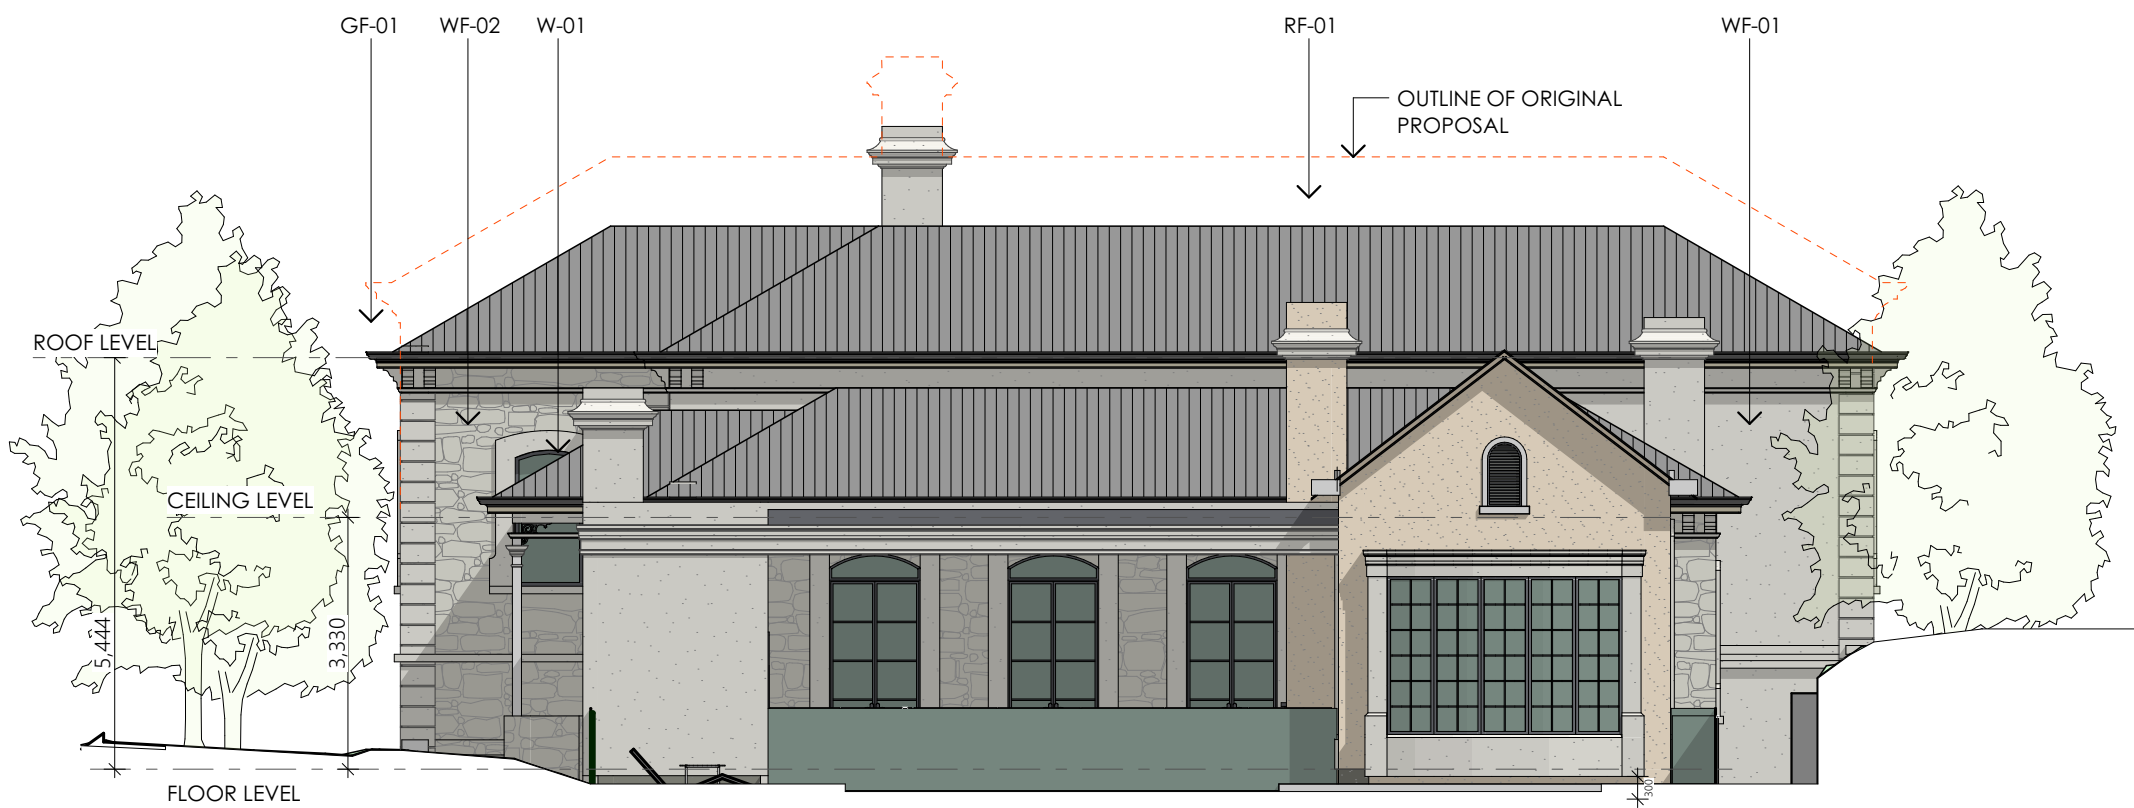 GF-01 WF-02 W-01 RF-01 WF-01
OUTLINE OF ORIGINAL
PROPOSAL
ROOF LEVEL
CEILING LEVEL
5,444
3,330
300
FLOOR LEVEL